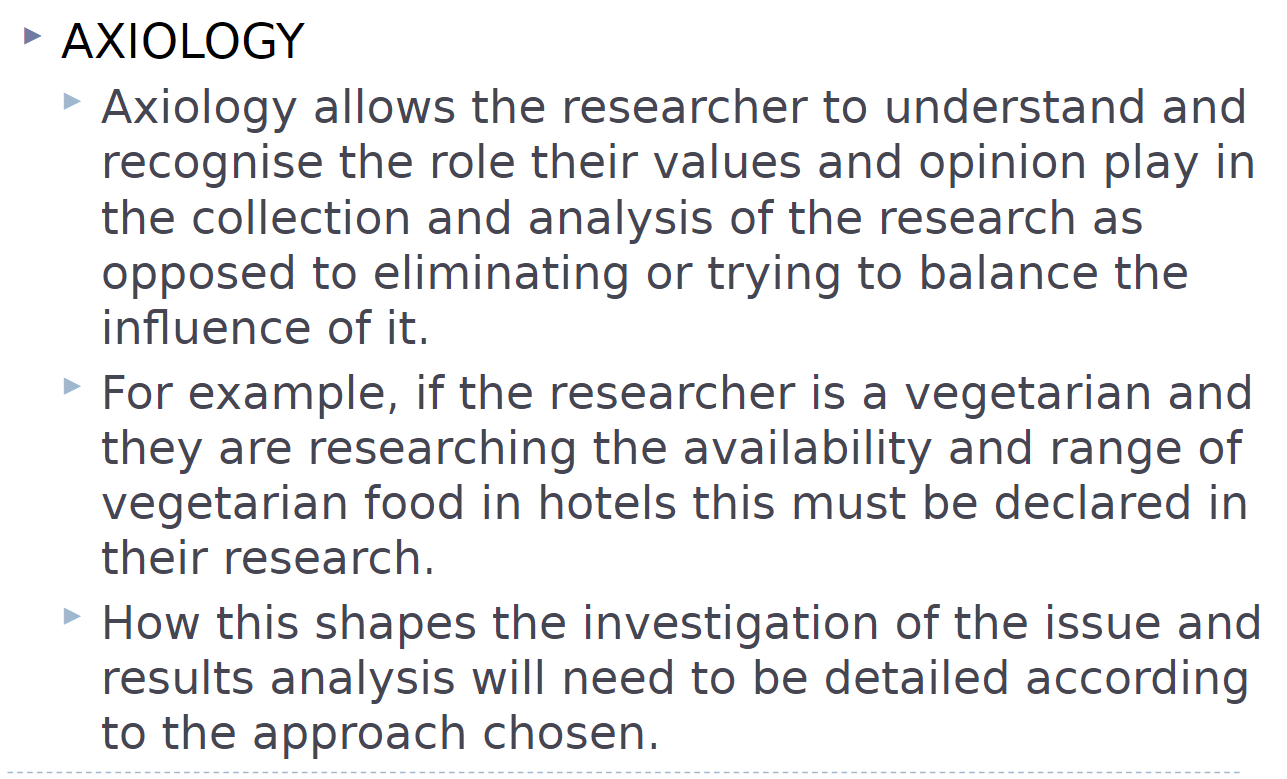 AXIOLOGY
Axiology allows the researcher to understand and
recognise the role their values and opinion play in
the collection and analysis of the research as
opposed to eliminating or trying to balance the
influence of it.
For example, if the researcher is a vegetarian and
they are researching the availability and range of
vegetarian food in hotels this must be declared in
their research.
How this shapes the investigation of the issue and
results analysis will need to be detailed according
to the approach chosen.